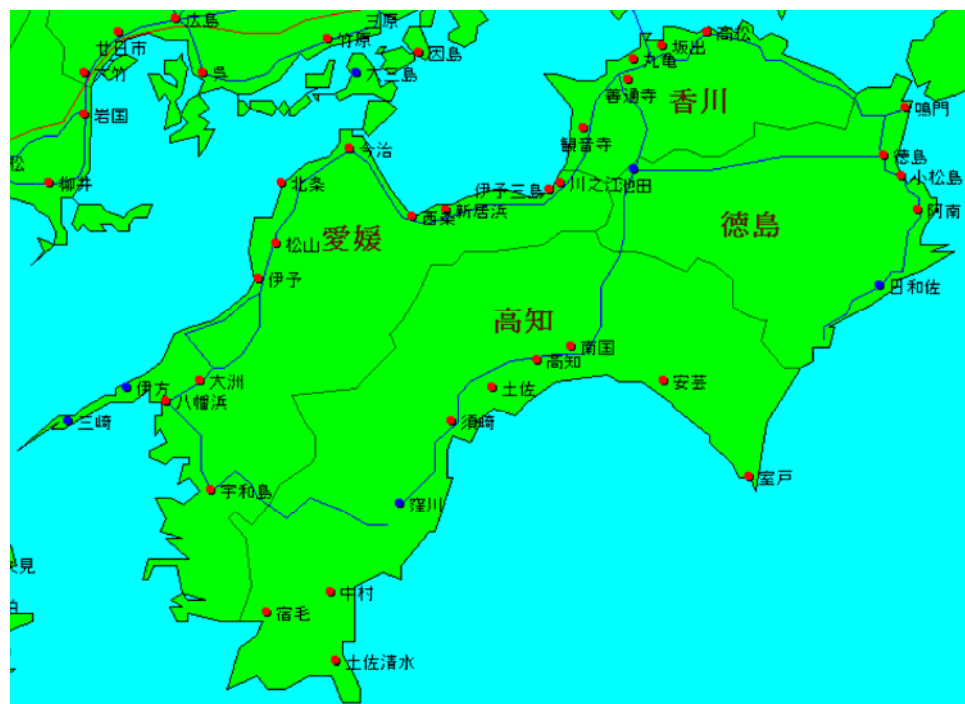 広島
三原
廿日市
竹原
因島
大竹
呉
大三島
岩国
松
柳井
高松
坂出
丸亀
善通寺
香川
鳴門
観音寺
徳島
小松島
今治
北条
伊予三島
川之江
池田
西条
新居浜
阿南
松山
愛媛
徳島
伊予
日和佐
高知
南国
高知
大洲
伊方
土佐
安芸
八幡浜
三崎
須崎
室戸
宇和島
窪川
見
中村
宿毛
土佐清水